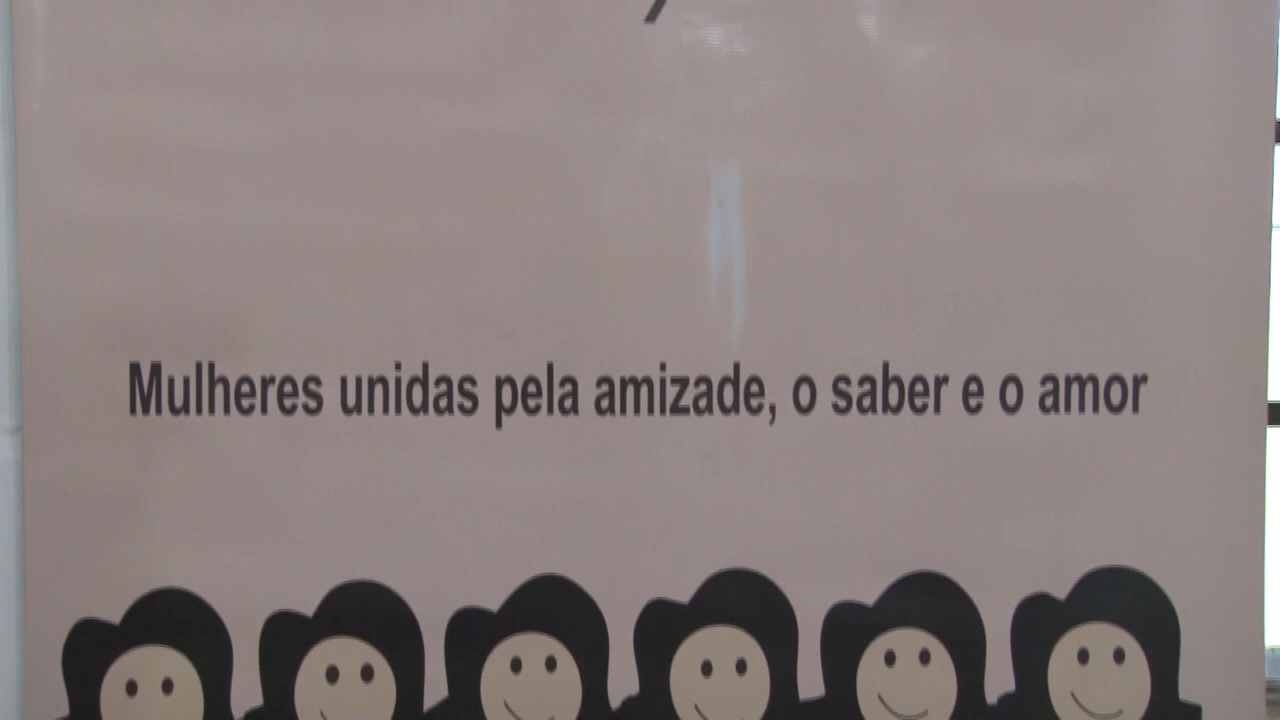 Mulheres unidas pela amizade, o saber e o amor